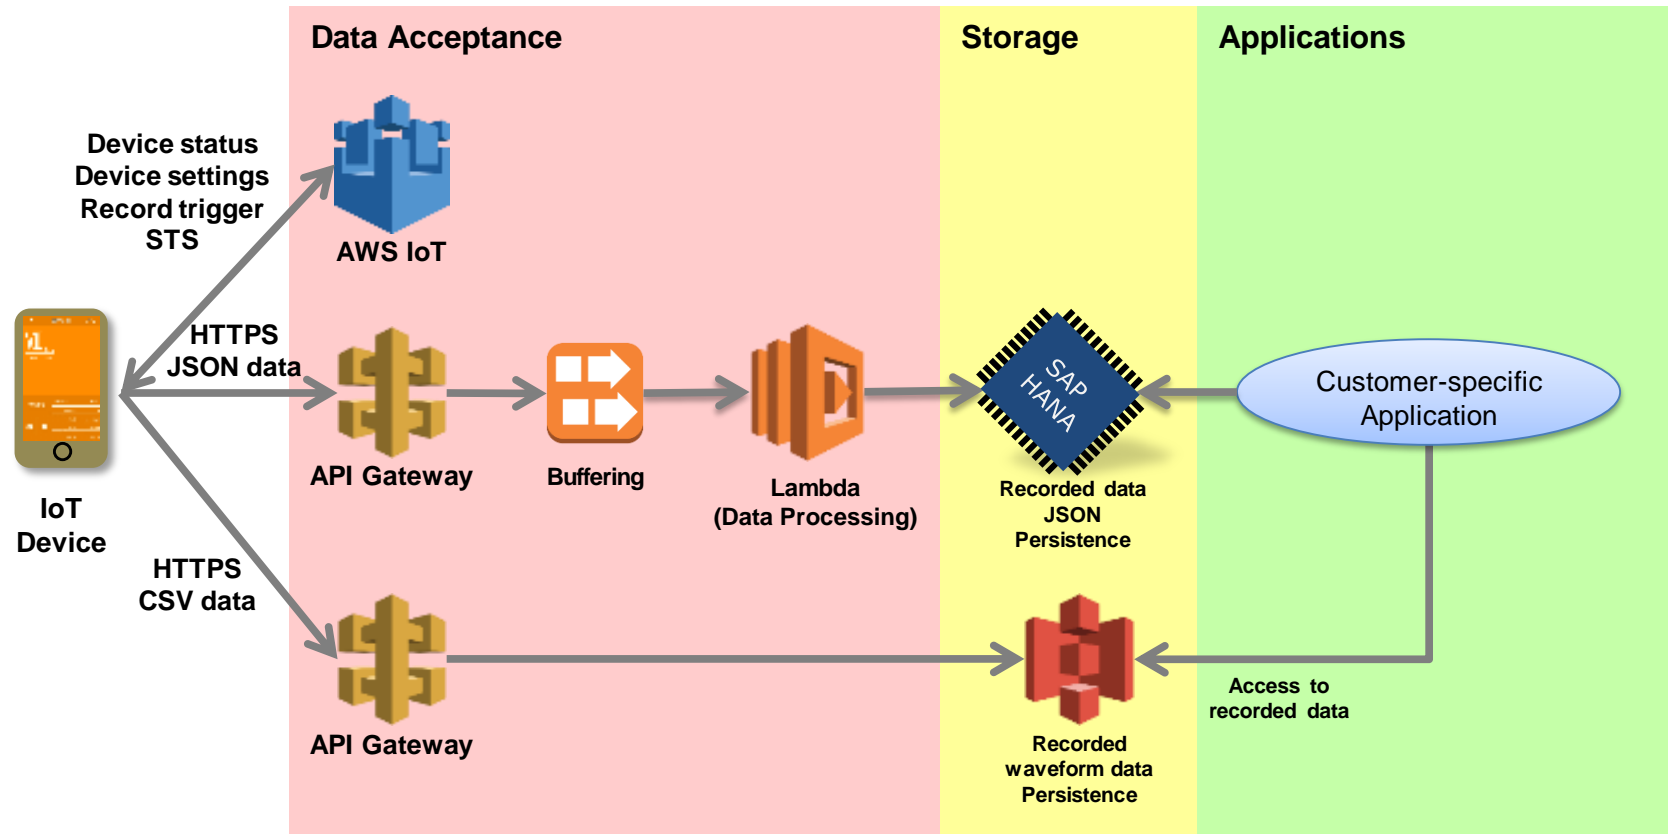 Data Acceptance
Storage
Applications
Device status
Device settings
Record trigger
STS
AWS IoT
HTTPS
JSON data
API Gateway
Buffering
Lambda
(Data Processing)
SAP
HANA
Recorded data
JSON
Persistence
Customer-specific
Application
IoT
Device
HTTPS
CSV data
API Gateway
Recorded
waveform data
Persistence
Access to
recorded data